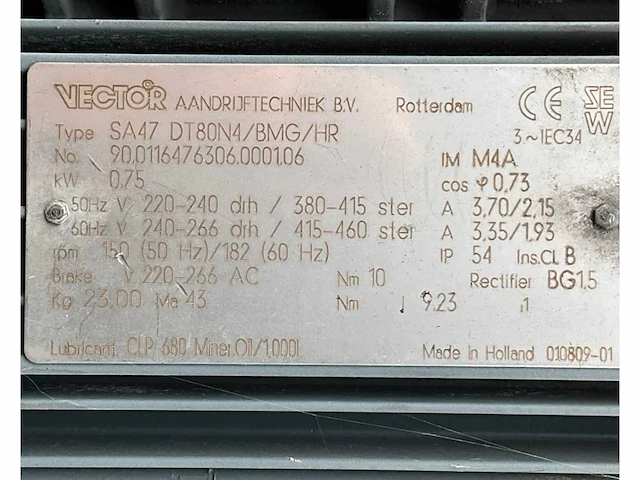 VECTOR AANDRIJFTECHNIEK B.V. Rotterdam CE SEW
Type SA47 DT80N4/BMG/HR 3~IEC34
No. 90.0116476306.0001.06 IM M4A
kW 0,75 cos φ 0,73
50Hz V 220-240 drh / 380-415 ster A 3,70/2,15
60Hz V 240-266 drh / 415-460 ster A 3,35/1,93
rpm 150 (50 Hz)/182 (60 Hz) IP 54 Ins.Cl. B
Brake V 220-266 AC Nm 10 Rectifier BG1.5
Kg 23.00 Ma 43 Nm i 9.23 :1
Lubricant CLP 680 Miner.Oil/1,000L Made in Holland 010809-01